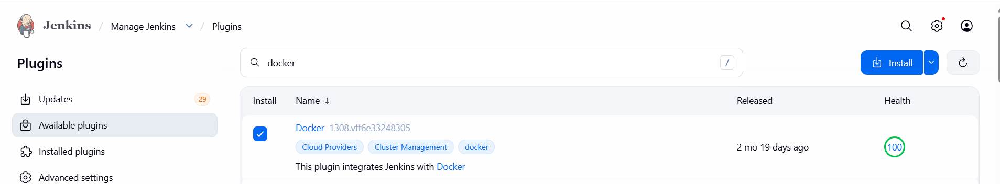 Jenkins / Manage Jenkins / Plugins
Plugins
docker /
Install
Updates 29
Available plugins
Installed plugins
Advanced settings
Install Name ↓ Released Health
Docker 1308.vff6e33248305
Cloud Providers Cluster Management docker
This plugin integrates Jenkins with Docker
2 mo 19 days ago
100